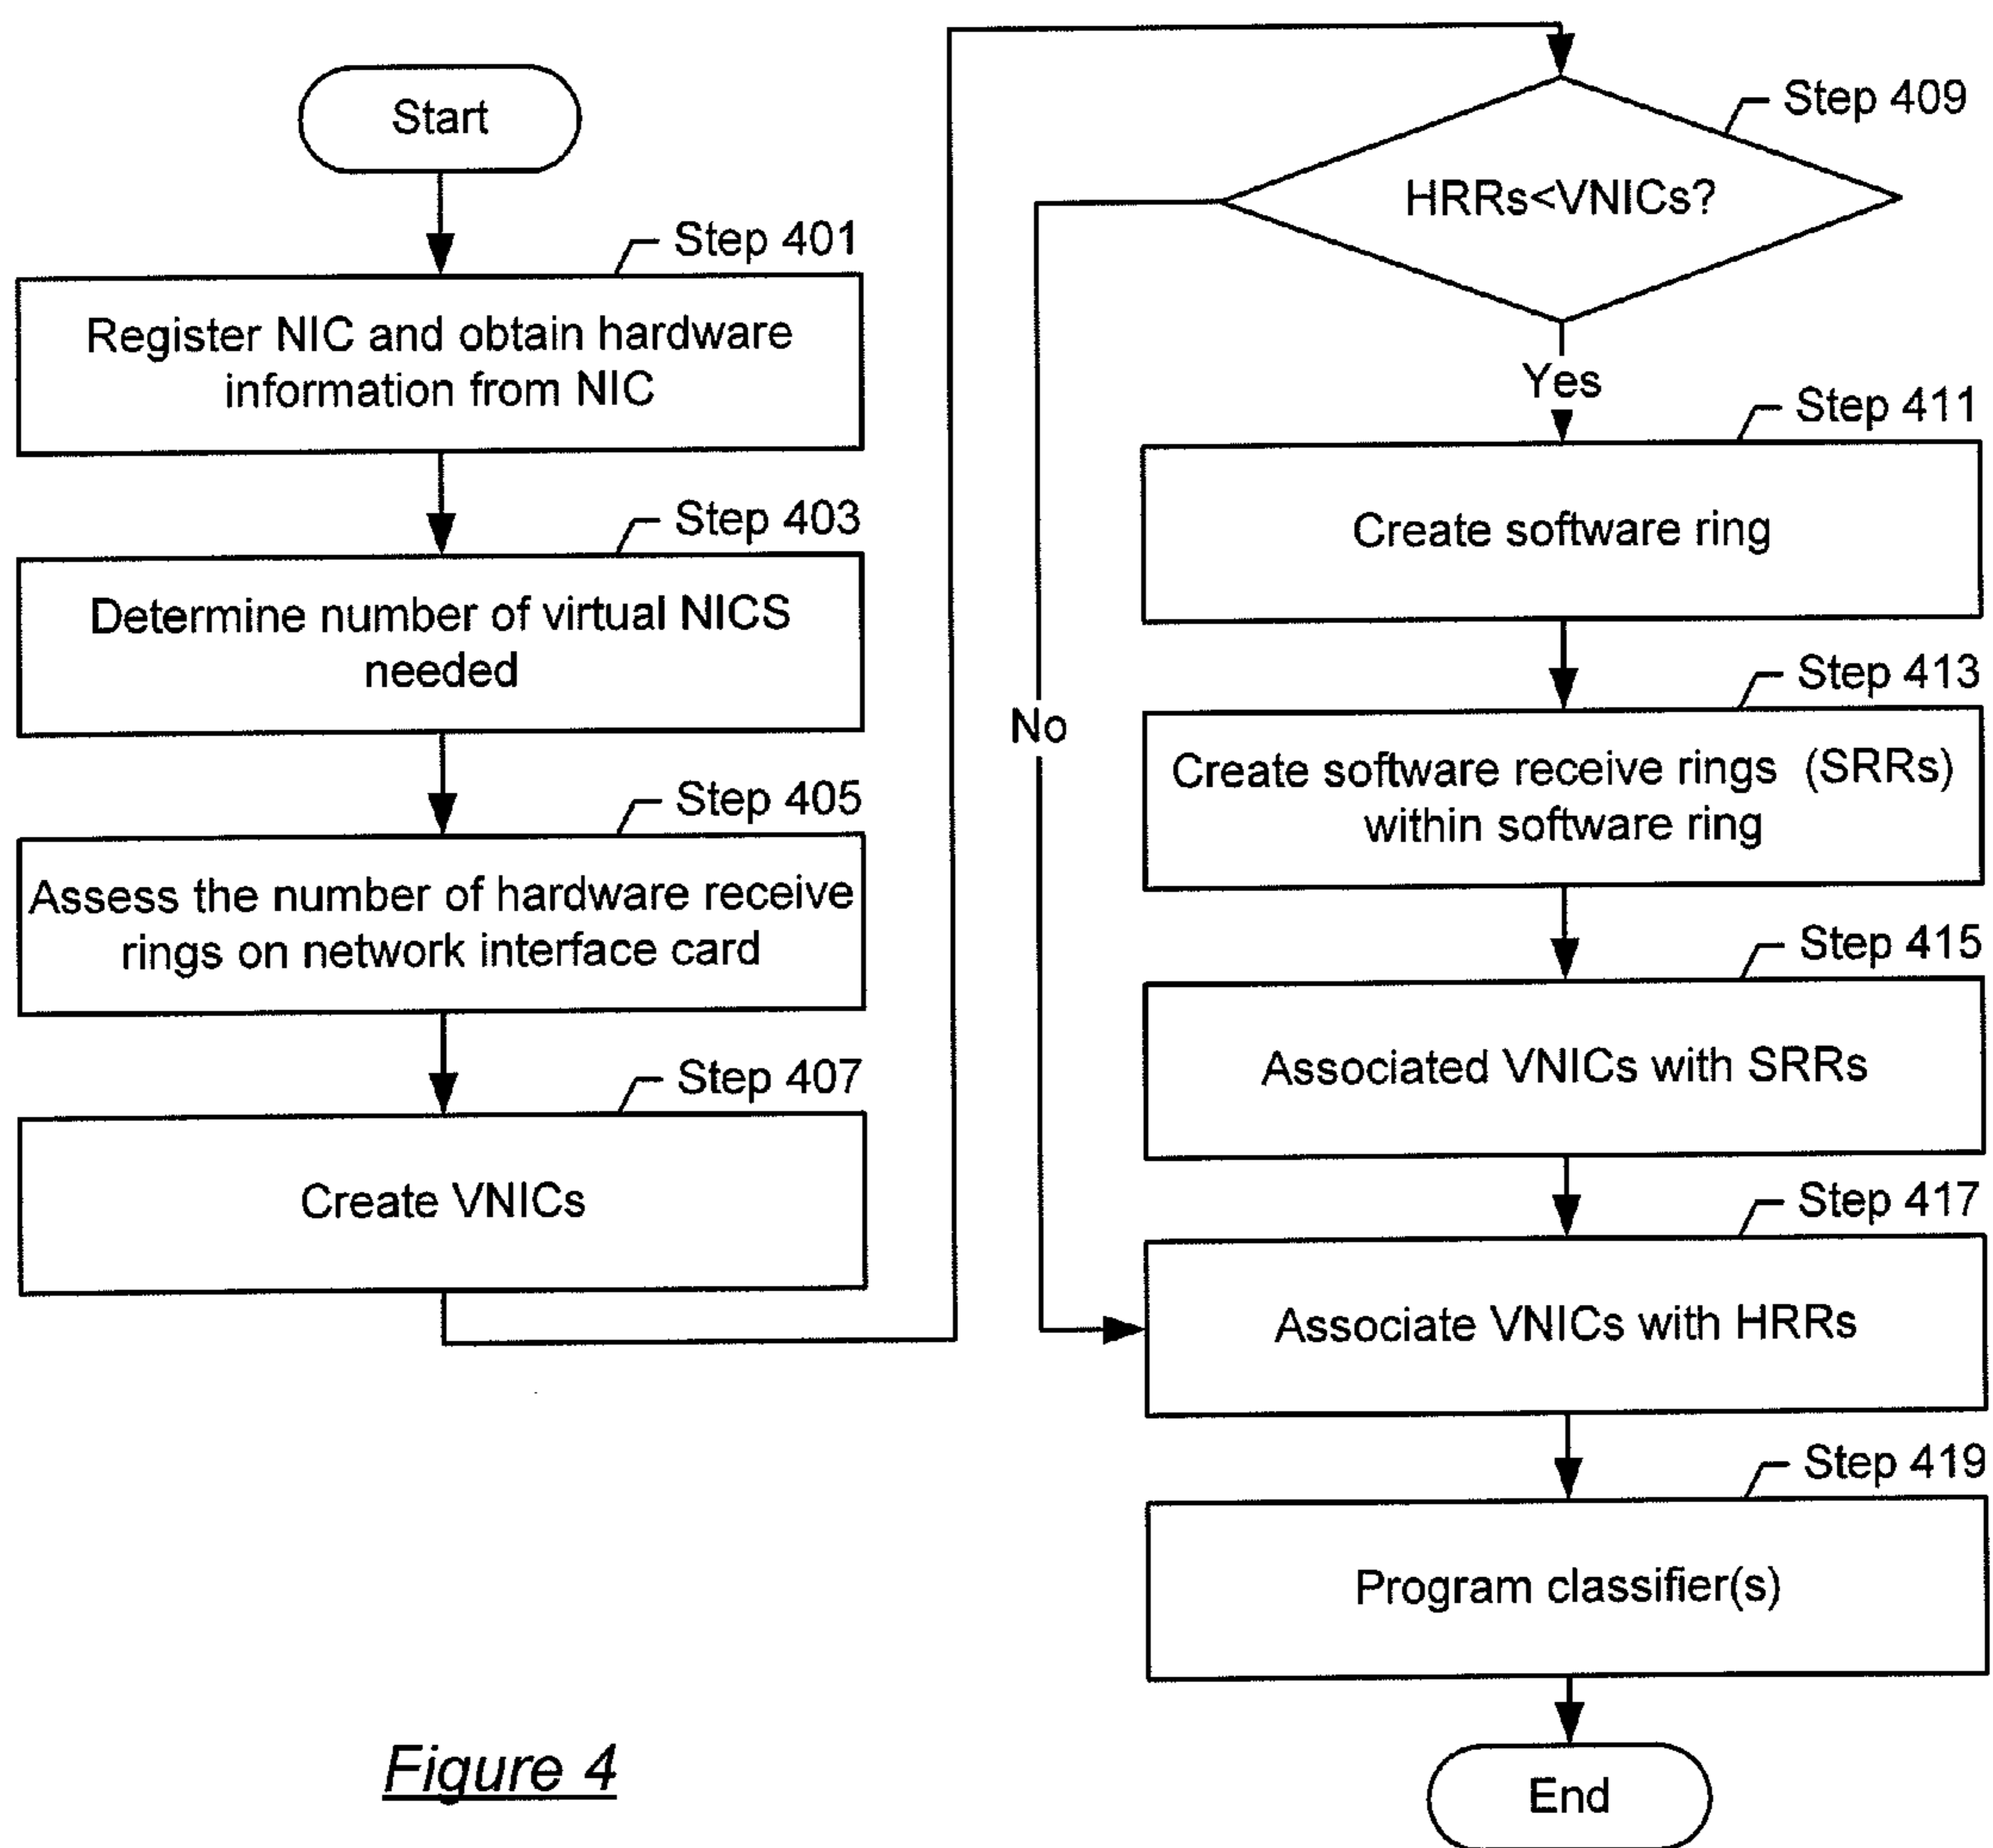 Start
Step 401
Register NIC and obtain hardware
information from NIC
Step 403
Determine number of virtual NICS
needed
Step 405
Assess the number of hardware receive
rings on network interface card
Step 407
Create VNICs
Step 409
HRRs<VNICs?
Yes
No
Step 411
Create software ring
Step 413
Create software receive rings (SRRs)
within software ring
Step 415
Associated VNICs with SRRs
Step 417
Associate VNICs with HRRs
Step 419
Program classifier(s)
End
Figure 4